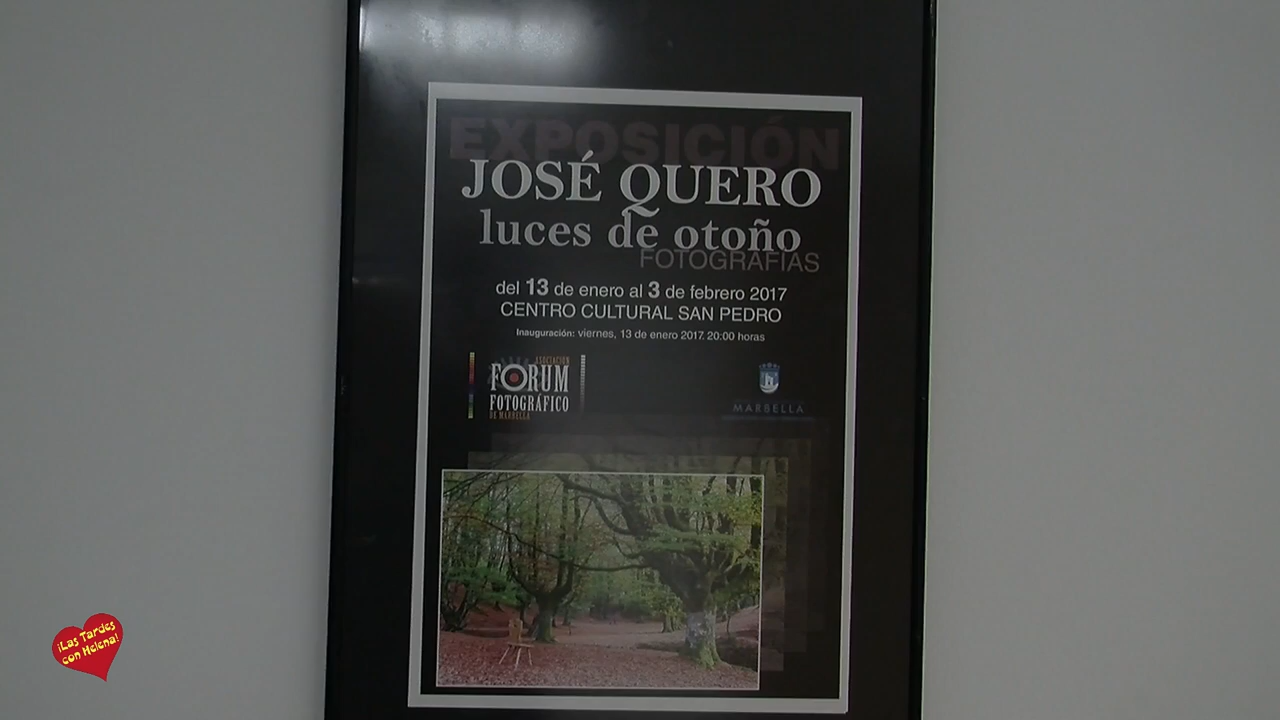 EXPOSICIÓN
JOSÉ QUERO
luces de otoño
FOTOGRAFÍAS
del 13 de enero al 3 de febrero 2017
CENTRO CULTURAL SAN PEDRO
Inauguración: viernes, 13 de enero 2017. 20:00 horas
ASOCIACIÓN
FORUM
FOTOGRÁFICO
DE MARBELLA
MARBELLA
¡Las Tardes
con Helena!